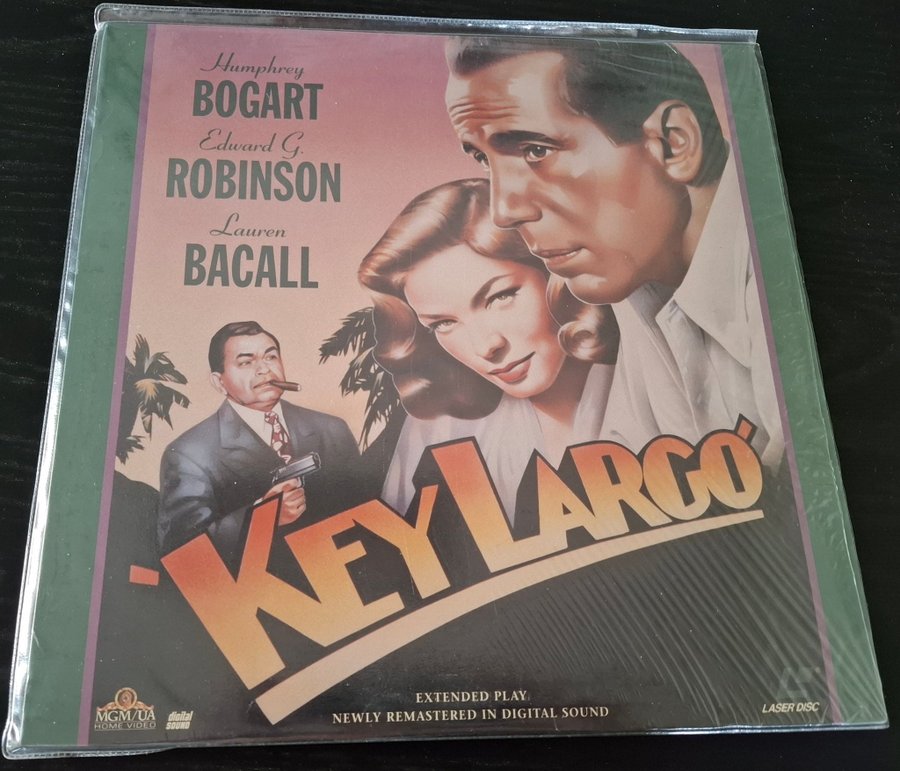 Humphrey
BOGART
Edward G.
ROBINSON
Lauren
BACALL
'KEY LARGO'
EXTENDED PLAY
NEWLY REMASTERED IN DIGITAL SOUND
MGM/UA
HOME VIDEO
digital
sound
LASER DISC